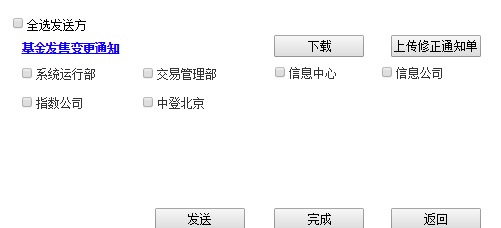 全选发送方
基金发售变更通知 下载 上传修正通知单
系统运行部 交易管理部 信息中心 信息公司
指数公司 中登北京
发送 完成 返回